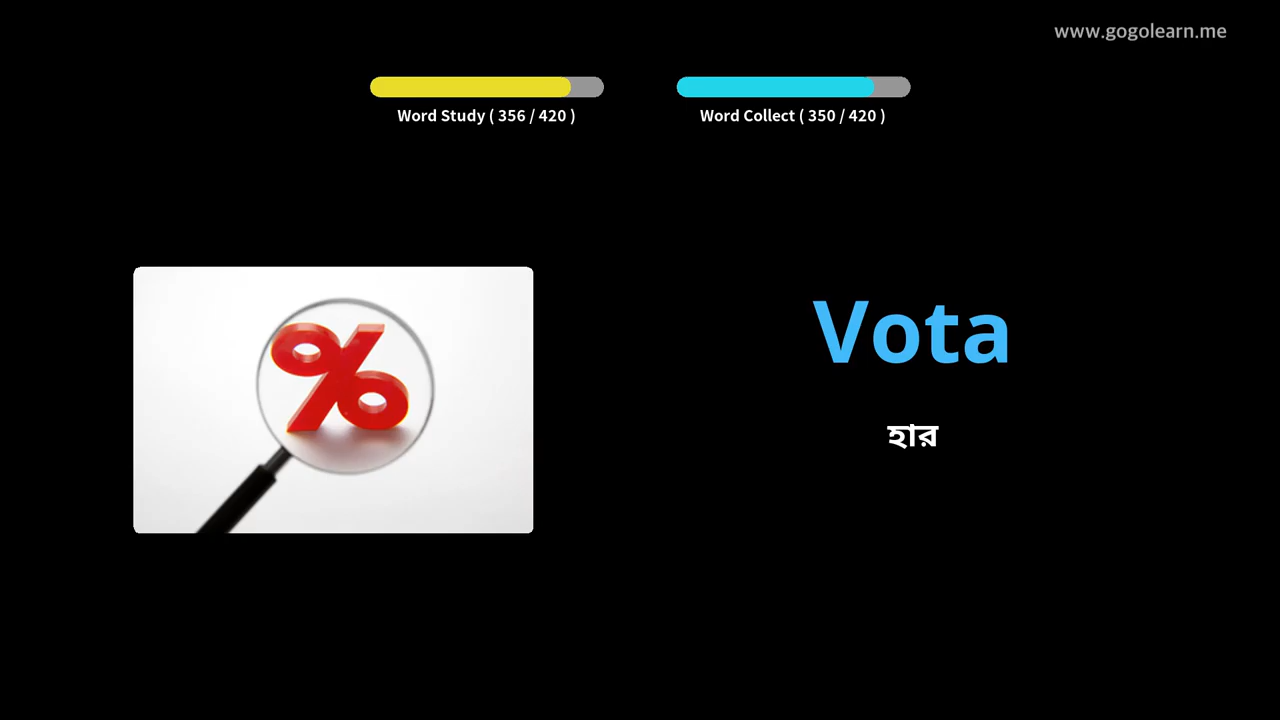 www.gogolearn.me
Word Study ( 356 / 420 )
Word Collect ( 350 / 420 )
%
Vota
হার